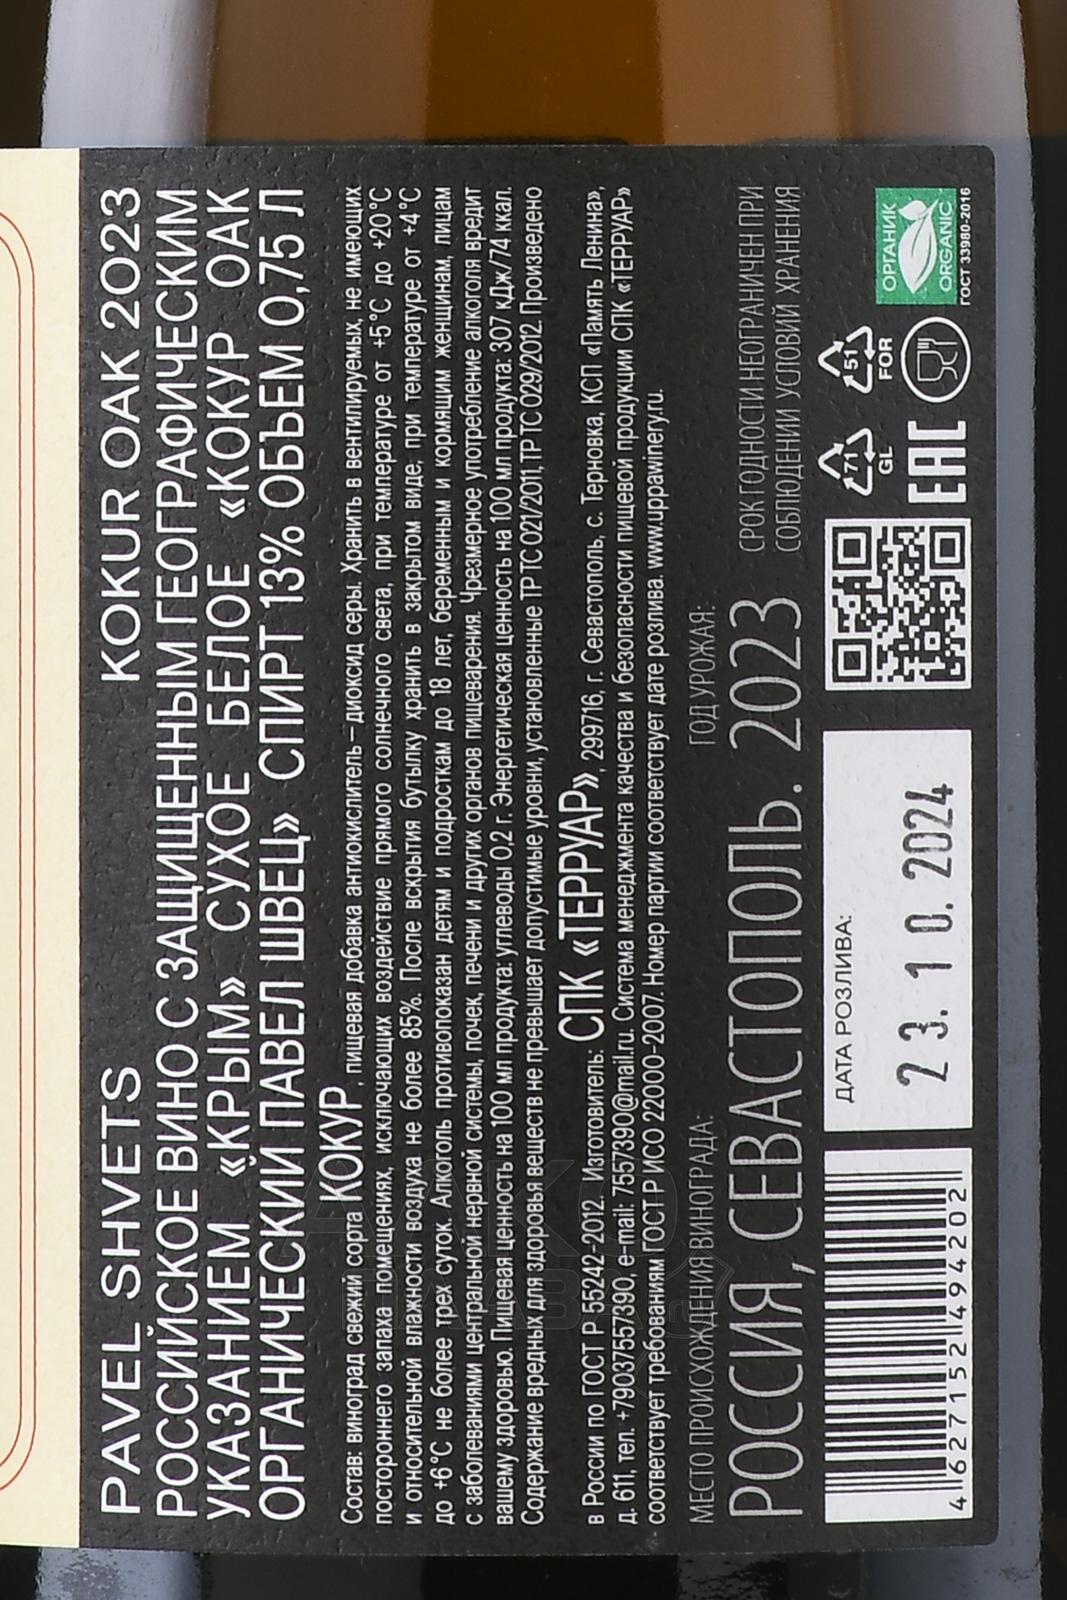 PAVEL SHVETS KOKUR OAK 2023
РОССИЙСКОЕ ВИНО С ЗАЩИЩЕННЫМ ГЕОГРАФИЧЕСКИМ
УКАЗАНИЕМ «КРЫМ» СУХОЕ БЕЛОЕ «КОКУР ОАК
ОРГАНИЧЕСКИЙ ПАВЕЛ ШВЕЦ» СПИРТ 13% ОБЪЕМ 0,75 Л
Состав: виноград свежий сорта КОКУР, пищевая добавка антиокислитель – диоксид серы. Хранить в вентилируемых, не имеющих
постороннего запаха помещениях, исключающих воздействие прямого солнечного света, при температуре от +5°С до +20°С
и относительной влажности воздуха не более 85%. После вскрытия бутылку хранить в закрытом виде, при температуре от +4°С
до +6°С не более трех суток. Алкоголь противопоказан детям и подросткам до 18 лет, беременным и кормящим женщинам, лицам
с заболеваниями центральной нервной системы, почек, печени и других органов пищеварения. Чрезмерное употребление алкоголя вредит
вашему здоровью. Пищевая ценность на 100 мл продукта: углеводы 0,2 г. Энергетическая ценность на 100 мл продукта: 307 кДж/74 ккал.
Содержание вредных для здоровья веществ не превышает допустимые уровни, установленные ТР ТС 021/2011, ТР ТС 029/2012. Произведено
в России по ГОСТ Р 55242-2012. Изготовитель: СПК «ТЕРРУАР», 299716, г. Севастополь, с. Терновка, КСП «Память Ленина»,
д. 611, тел. +79037557390, e-mail: 7557390@mail.ru. Система менеджмента качества и безопасности пищевой продукции СПК «ТЕРРУАР»
соответствует требованиям ГОСТ Р ИСО 22000-2007. Номер партии соответствует дате розлива. www.uppawinery.ru.
МЕСТО ПРОИСХОЖДЕНИЯ ВИНОГРАДА: ГОД УРОЖАЯ:
РОССИЯ, СЕВАСТОПОЛЬ. 2023
СРОК ГОДНОСТИ НЕОГРАНИЧЕН ПРИ
СОБЛЮДЕНИИ УСЛОВИЙ ХРАНЕНИЯ
4 627152 494202
ДАТА РОЗЛИВА:
23.10.2024
71
GL
51
FOR
EAC
ОРГАНИК
ORGANIC
ГОСТ 33980-2016